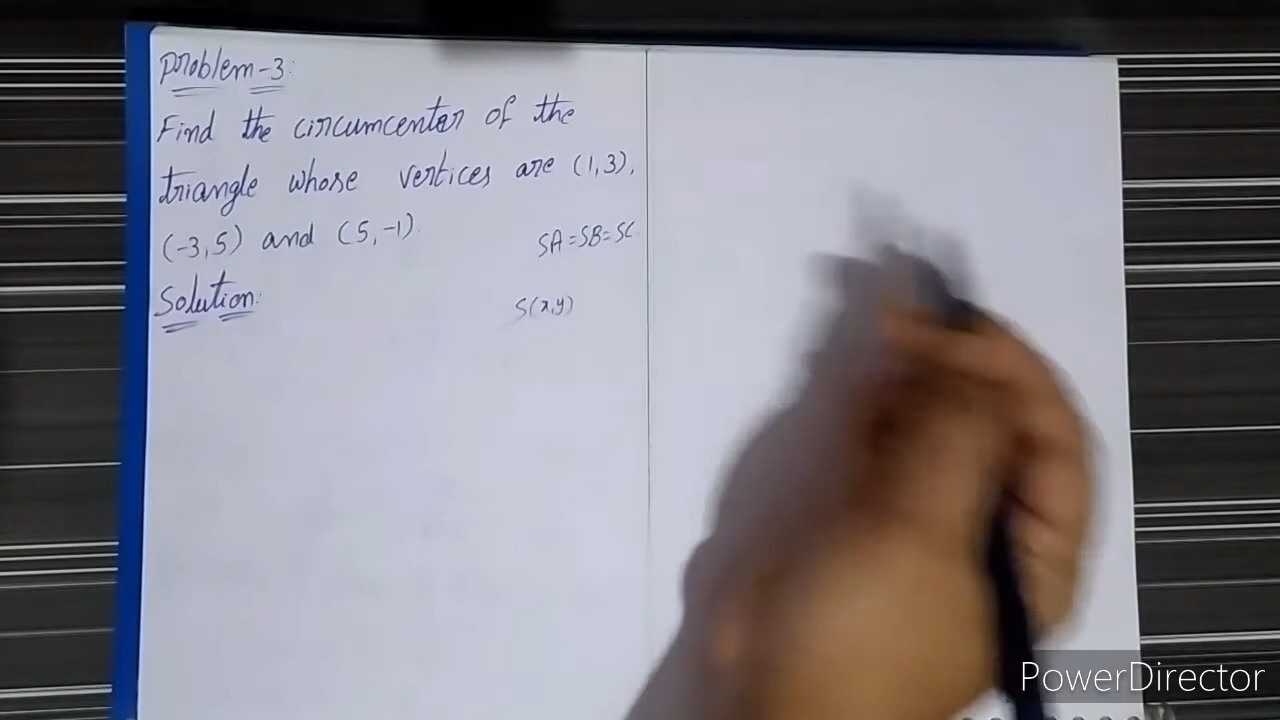 Problem-3:
Find the circumcenter of the
triangle whose vertices are (1,3),
(-3,5) and (5,-1).
SA=SB=SC.
Solution:
S(x,y)
PowerDirector